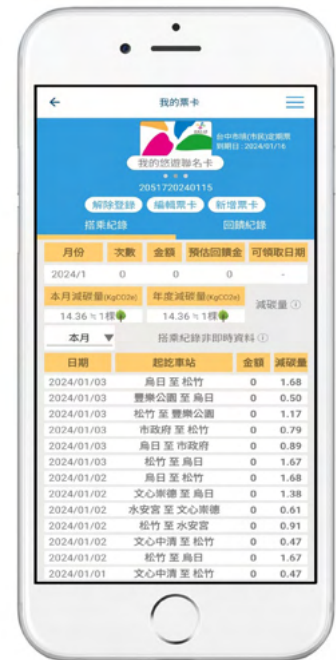 我的票卡
台中市區(市民)定期票
到期日：2024/01/16
我的悠遊聯名卡
2051720240115
解除登錄 編輯票卡 新增票卡
搭乘紀錄 回饋紀錄
月份 次數 金額 預估回饋金 可領取日期
2024/1 0 0 0 -
本月減碳量(KgCO2e) 年度減碳量(KgCO2e) 減碳量
14.36 ≒ 1棵 14.36 ≒ 1棵
本月 ▼ 搭乘紀錄非即時資料
日期 起訖車站 金額 減碳量
2024/01/03 烏日 至 松竹 0 1.68
2024/01/03 豐樂公園 至 烏日 0 0.50
2024/01/03 松竹 至 豐樂公園 0 1.17
2024/01/03 市政府 至 松竹 0 0.79
2024/01/03 烏日 至 市政府 0 0.89
2024/01/03 松竹 至 烏日 0 1.67
2024/01/02 烏日 至 松竹 0 1.68
2024/01/02 文心崇德 至 烏日 0 1.38
2024/01/02 水安宮 至 文心崇德 0 0.61
2024/01/02 松竹 至 水安宮 0 0.91
2024/01/02 文心中清 至 松竹 0 0.47
2024/01/02 松竹 至 烏日 0 1.67
2024/01/01 文心中清 至 松竹 0 0.47